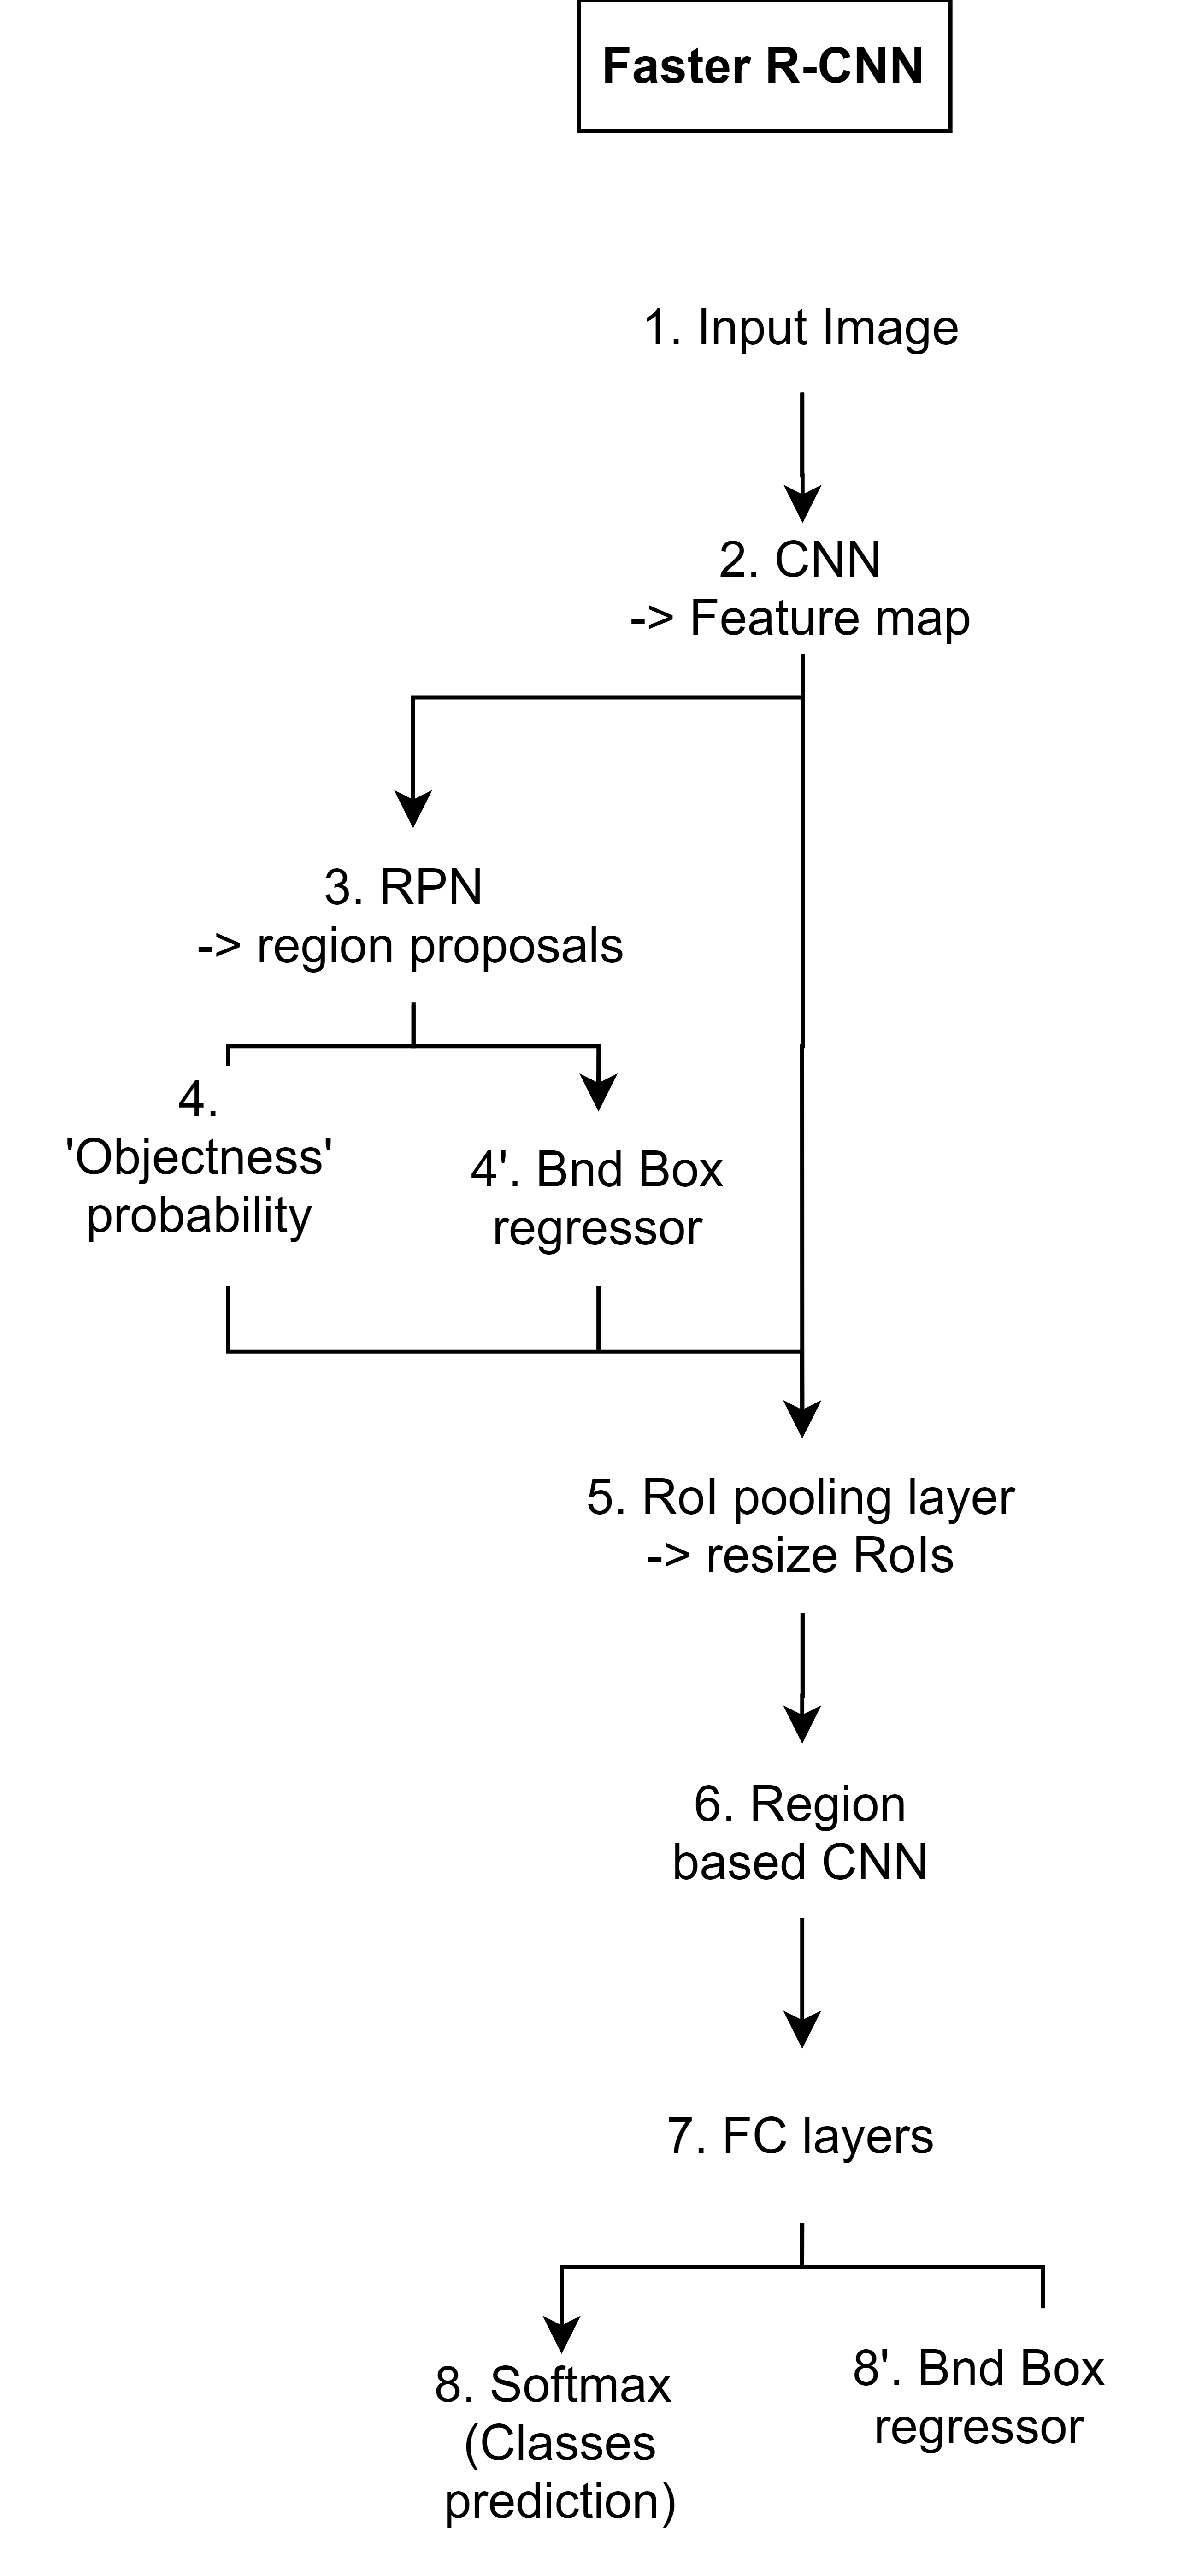 Faster R-CNN
1. Input Image
2. CNN
-> Feature map
3. RPN
-> region proposals
4.
'Objectness'
probability
4'. Bnd Box
regressor
5. RoI pooling layer
-> resize RoIs
6. Region
based CNN
7. FC layers
8. Softmax
(Classes
prediction)
8'. Bnd Box
regressor